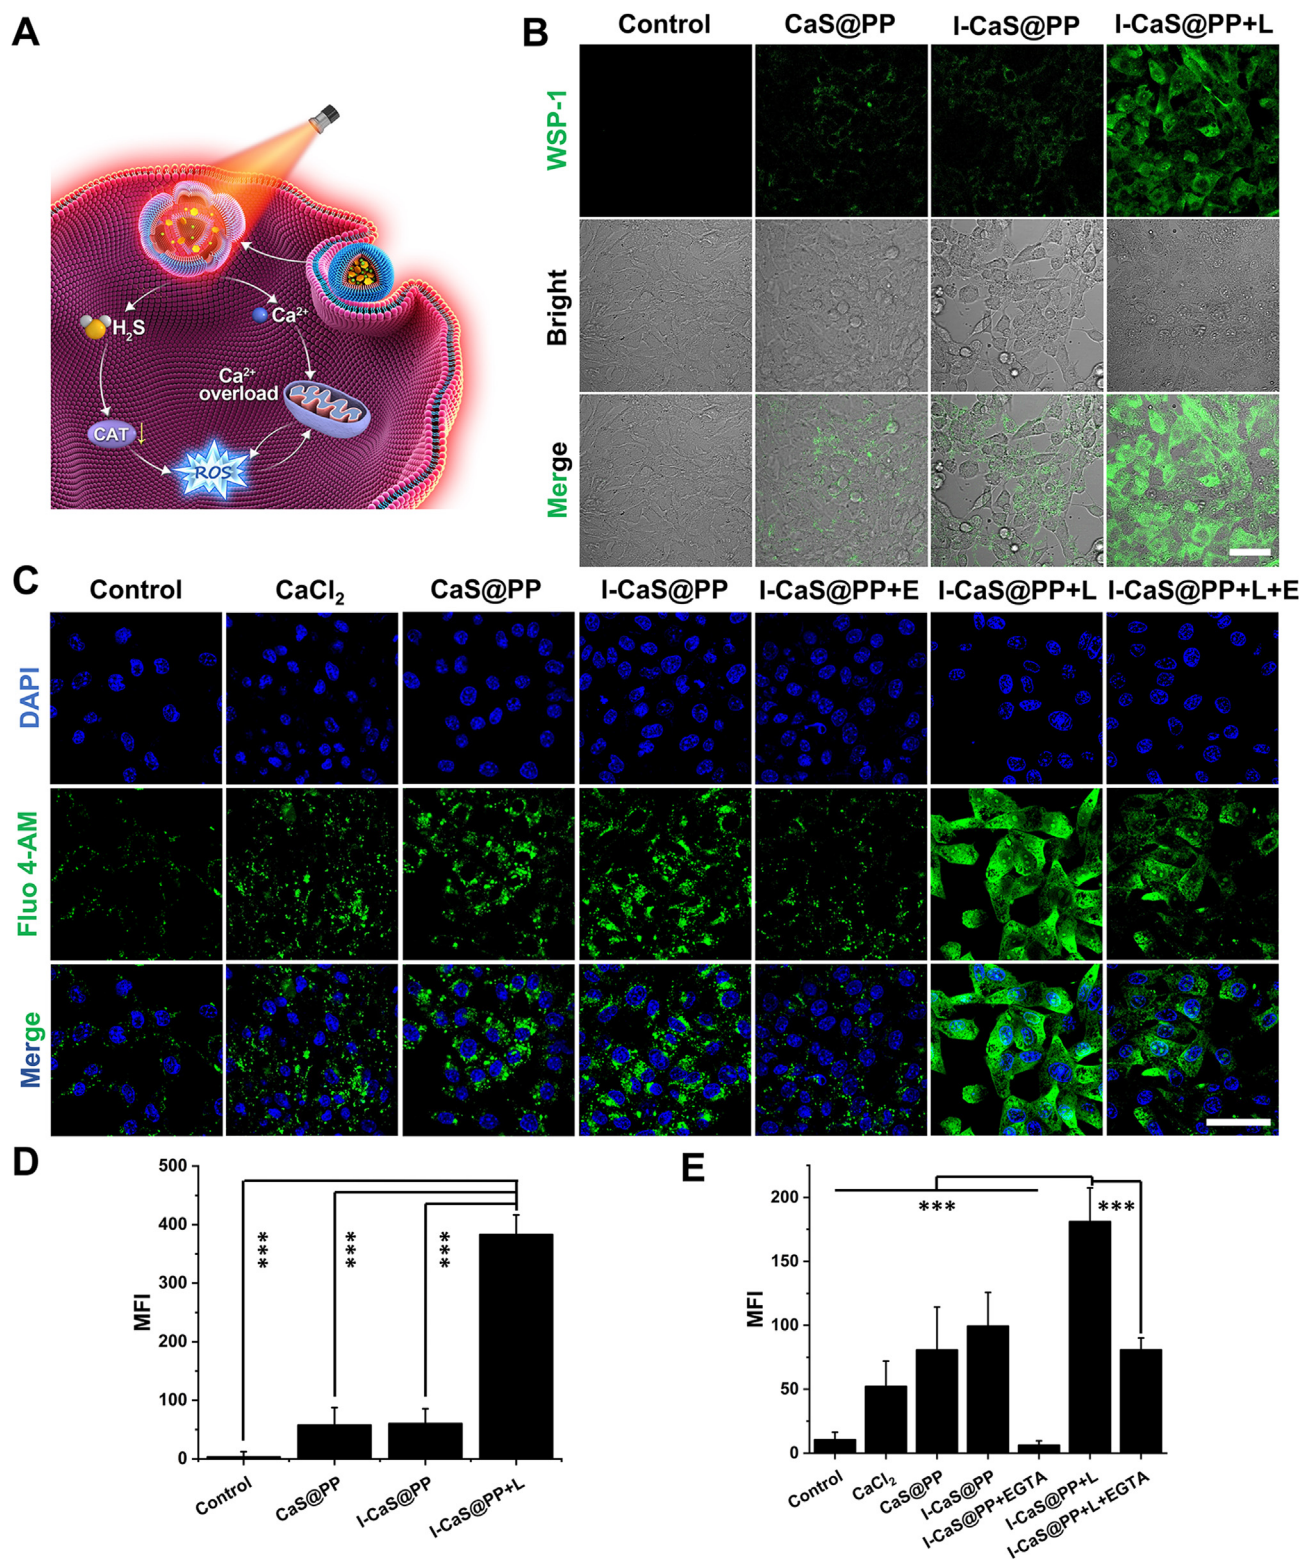 A
H2S
Ca2+
Ca2+
overload
CAT ↓
ROS
B
Control CaS@PP I-CaS@PP I-CaS@PP+L
WSP-1
Bright
Merge
C
Control CaCl2 CaS@PP I-CaS@PP I-CaS@PP+E I-CaS@PP+L I-CaS@PP+L+E
DAPI
Fluo 4-AM
Merge
D
MFI
500
400
300
200
100
0
*** *** ***
Control CaS@PP I-CaS@PP I-CaS@PP+L
E
MFI
200
150
100
50
0
*** ***
Control CaCl2 CaS@PP I-CaS@PP I-CaS@PP+EGTA I-CaS@PP+L I-CaS@PP+L+EGTA